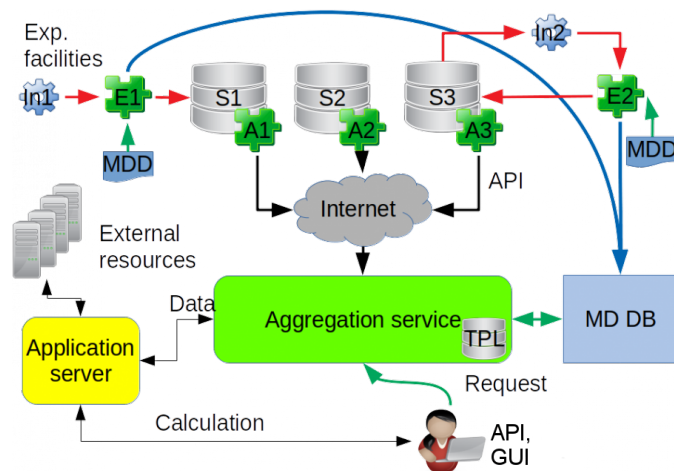 Exp.
facilities
In1
E1
S1
S2
S3
In2
E2
A1
A2
A3
MDD
MDD
API
Internet
External
resources
Data
Aggregation service
TPL
MD DB
Application
server
Request
Calculation
API,
GUI